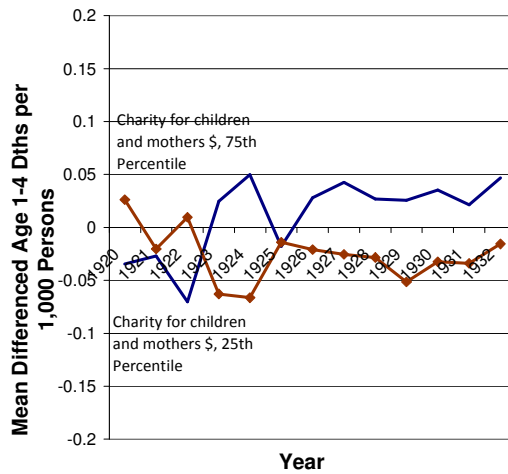 0.2
0.15
0.1
0.05
0
-0.05
-0.1
-0.15
-0.2
Mean Differenced Age 1-4 Dths per
1,000 Persons
Charity for children
and mothers $, 75th
Percentile
1920
1921
1922
1923
1924
1925
1926
1927
1928
1929
1930
1931
1932
Charity for children
and mothers $, 25th
Percentile
Year